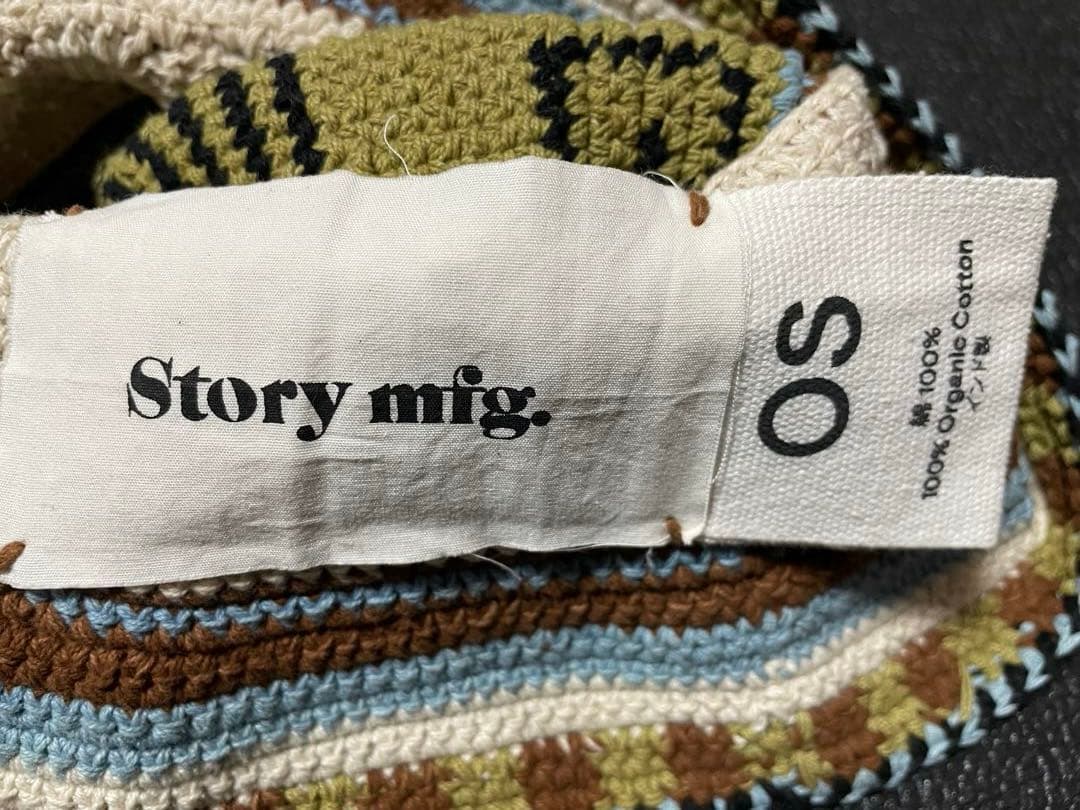 Story mfg.
OS
綿 100%
100% Organic Cotton
インド製